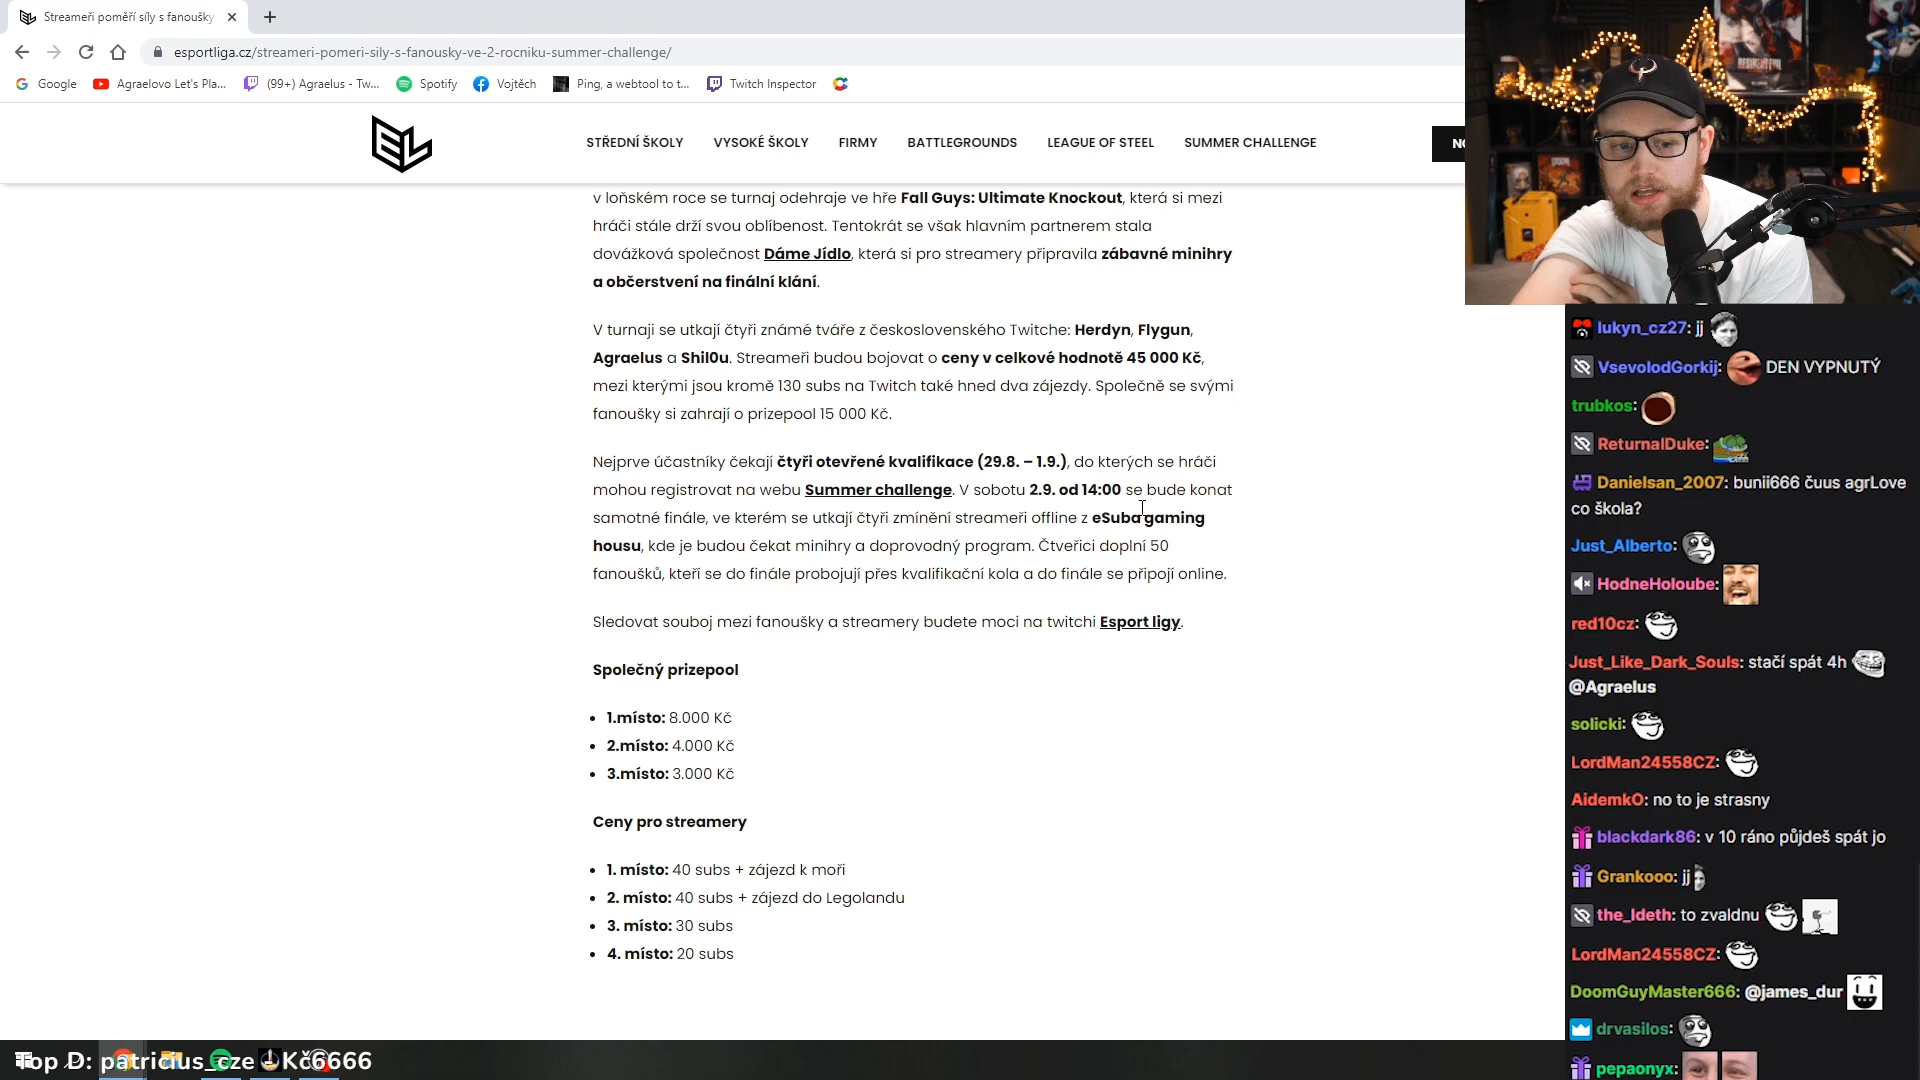 Streameři poměří síly s fanoušky
esportliga.cz/streameri-pomeri-sily-s-fanousky-ve-2-rocniku-summer-challenge/
Google
Agraelovo Let's Pla...
(99+) Agraelus - Tw...
Spotify
Vojtěch
Ping, a webtool to t...
Twitch Inspector
STŘEDNÍ ŠKOLY
VYSOKÉ ŠKOLY
FIRMY
BATTLEGROUNDS
LEAGUE OF STEEL
SUMMER CHALLENGE
v loňském roce se turnaj odehraje ve hře Fall Guys: Ultimate Knockout, která si mezi
hráči stále drží svou oblíbenost. Tentokrát se však hlavním partnerem stala
dovážková společnost Dáme Jídlo, která si pro streamery připravila zábavné minihry
a občerstvení na finální klání.
V turnaji se utkají čtyři známé tváře z československého Twitche: Herdyn, Flygun,
Agraelus a Shil0u. Streameři budou bojovat o ceny v celkové hodnotě 45 000 Kč,
mezi kterými jsou kromě 130 subs na Twitch také hned dva zájezdy. Společně se svými
fanoušky si zahrají o prizepool 15 000 Kč.
Nejprve účastníky čekají čtyři otevřené kvalifikace (29.8. – 1.9.), do kterých se hráči
mohou registrovat na webu Summer challenge. V sobotu 2.9. od 14:00 se bude konat
samotné finále, ve kterém se utkají čtyři zmínění streameři offline z eSuba gaming
housu, kde je budou čekat minihry a doprovodný program. Čtveřici doplní 50
fanoušků, kteří se do finále probojují přes kvalifikační kola a do finále se připojí online.
Sledovat souboj mezi fanoušky a streamery budete moci na twitchi Esport ligy.
Společný prizepool
• 1.místo: 8.000 Kč
• 2.místo: 4.000 Kč
• 3.místo: 3.000 Kč
Ceny pro streamery
• 1. místo: 40 subs + zájezd k moři
• 2. místo: 40 subs + zájezd do Legolandu
• 3. místo: 30 subs
• 4. místo: 20 subs
lukyn_cz27: jj
VsevolodGorkij: DEN VYPNUTÝ
trubkos:
ReturnalDuke:
Danielsan_2007: bunii666 čuus agrLove
co škola?
Just_Alberto:
HodneHoloube:
red10cz:
Just_Like_Dark_Souls: stačí spát 4h
@Agraelus
solicki:
LordMan24558CZ:
AidemkO: no to je strasny
blackdark86: v 10 ráno půjdeš spát jo
Grankooo: jj
the_ldeth: to zvaldnu
LordMan24558CZ:
DoomGuyMaster666: @james_dur
drvasilos:
pepaonyx:
Top D: patricius_cze Kč6666